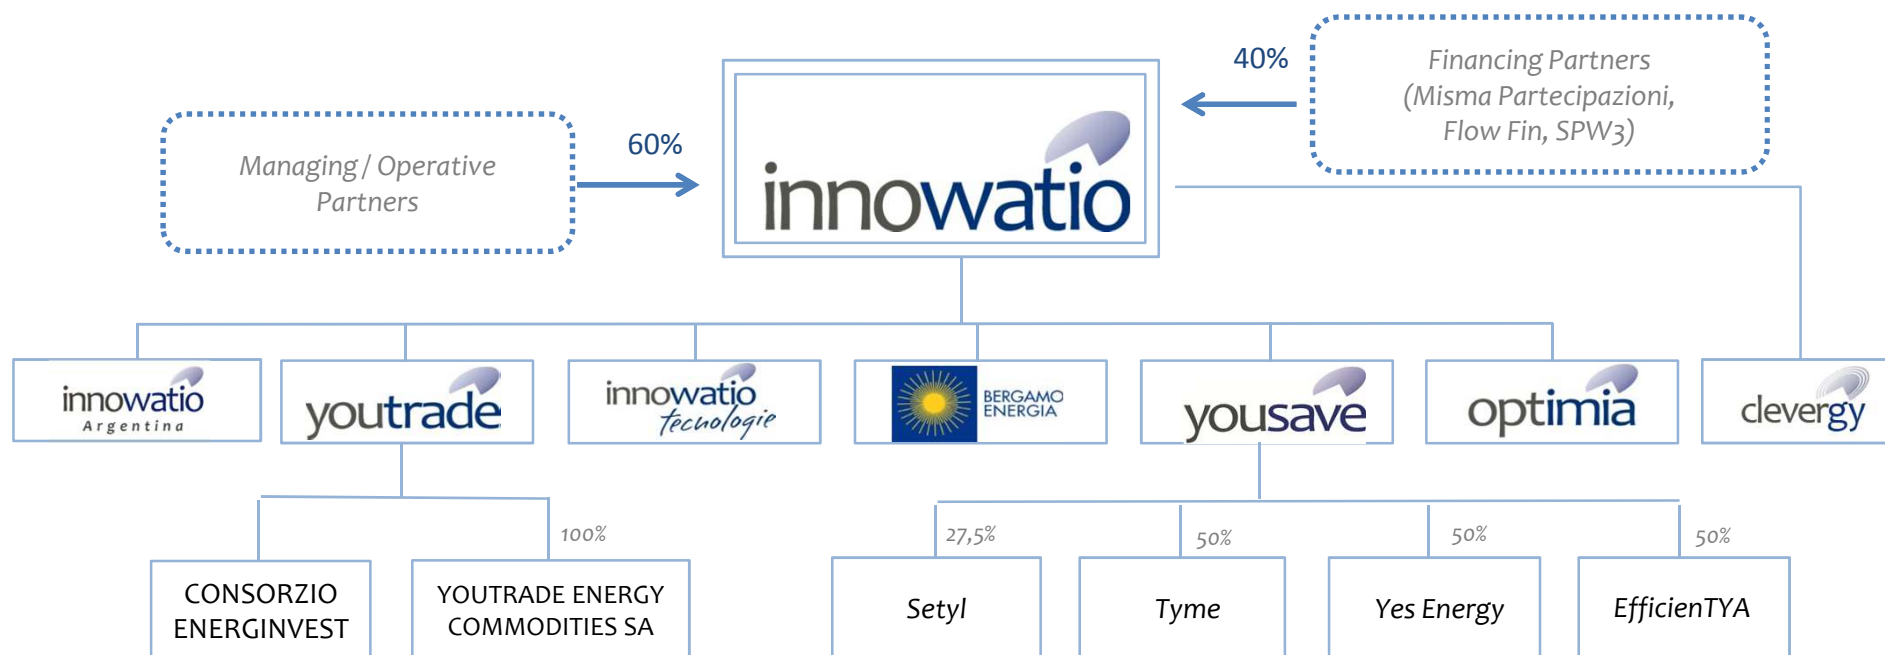 40%
Financing Partners
(Misma Partecipazioni,
Flow Fin, SPW3)
Managing / Operative
Partners
60%
innowatio
innowatio
Argentina
youtrade
innowatio
tecnologie
BERGAMO
ENERGIA
yousave
optimia
clevergy
100%
27,5%
50%
50%
50%
CONSORZIO
ENERGINVEST
YOUTRADE ENERGY
COMMODITIES SA
Setyl
Tyme
Yes Energy
EfficienTYA